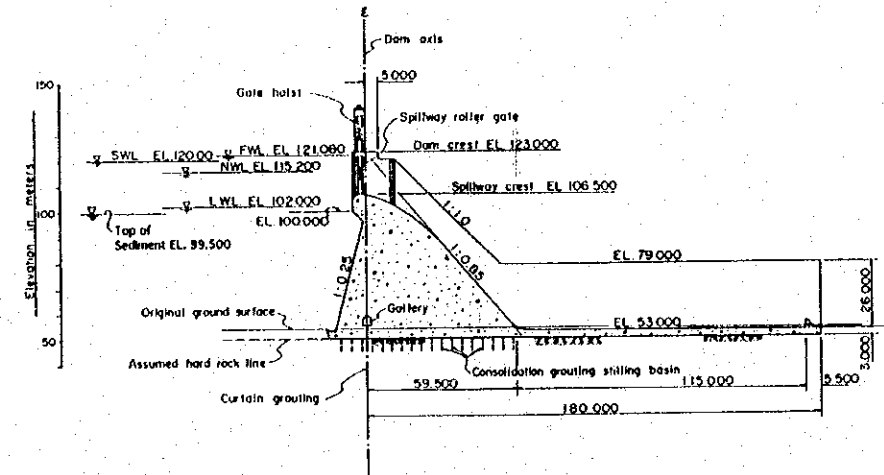 Dam axis
5.000
150
Gate hoist
Spillway roller gate
SWL EL. 120.00
FWL EL. 121.080
Dam crest EL. 123.000
NWL EL. 115.200
LWL EL. 102.000
Spillway crest EL. 106.500
100
EL. 100.000
Top of
Sediment EL. 99.500
Elevation in meters
1:1.0
1:0.85
1:0.25
EL. 79.000
26.000
Original ground surface
Gallery
EL. 53.000
50
Assumed hard rock line
3.000
Consolidation grouting stilling basin
59.500
115.000
5.500
Curtain grouting
180.000